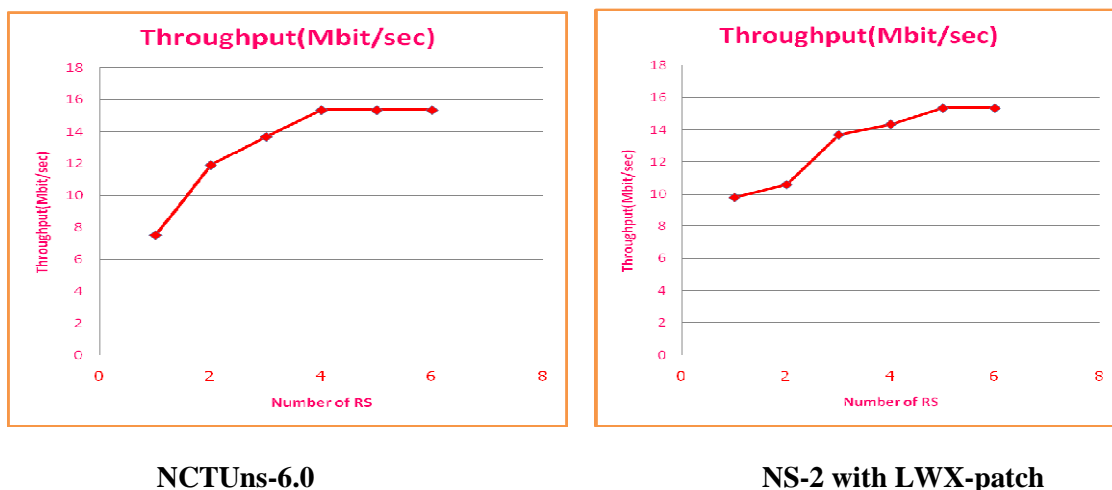 Throughput(Mbit/sec)
18
16
14
12
10
8
6
4
2
0
Throughput(Mbit/sec)
0 2 4 6 8
Number of RS
Throughput(Mbit/sec)
18
16
14
12
10
8
6
4
2
0
Throughput(Mbit/sec)
0 2 4 6 8
Number of RS
NCTUns-6.0
NS-2 with LWX-patch